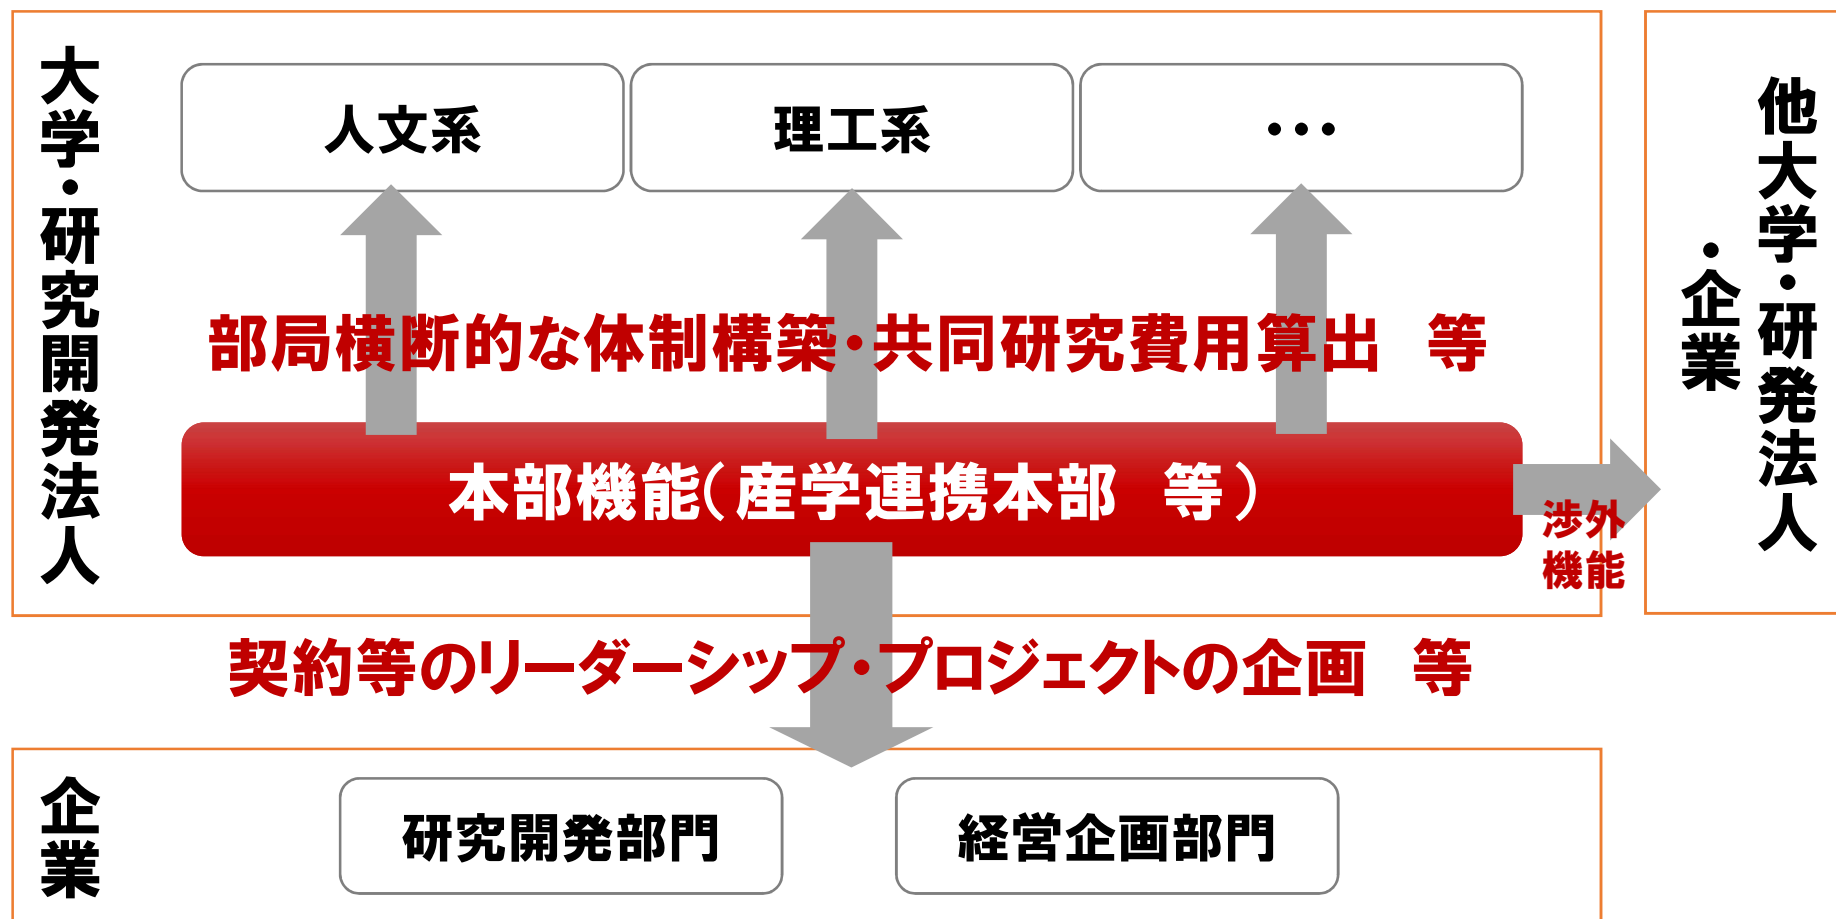 大学・研究開発法人
人文系
理工系
・・・
部局横断的な体制構築・共同研究費用算出　等
本部機能（産学連携本部　等）
渉外
機能
他大学・研発法人
・企業
契約等のリーダーシップ・プロジェクトの企画　等
企業
研究開発部門
経営企画部門